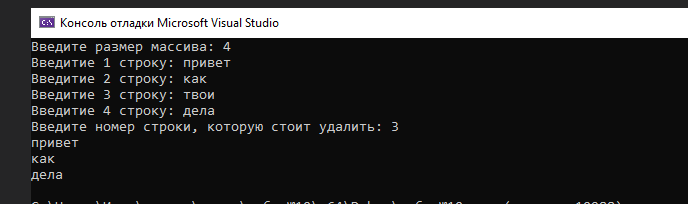 Консоль отладки Microsoft Visual Studio
Введите размер массива: 4
Введитие 1 строку: привет
Введитие 2 строку: как
Введитие 3 строку: твои
Введитие 4 строку: дела
Введите номер строки, которую стоит удалить: 3
привет
как
дела